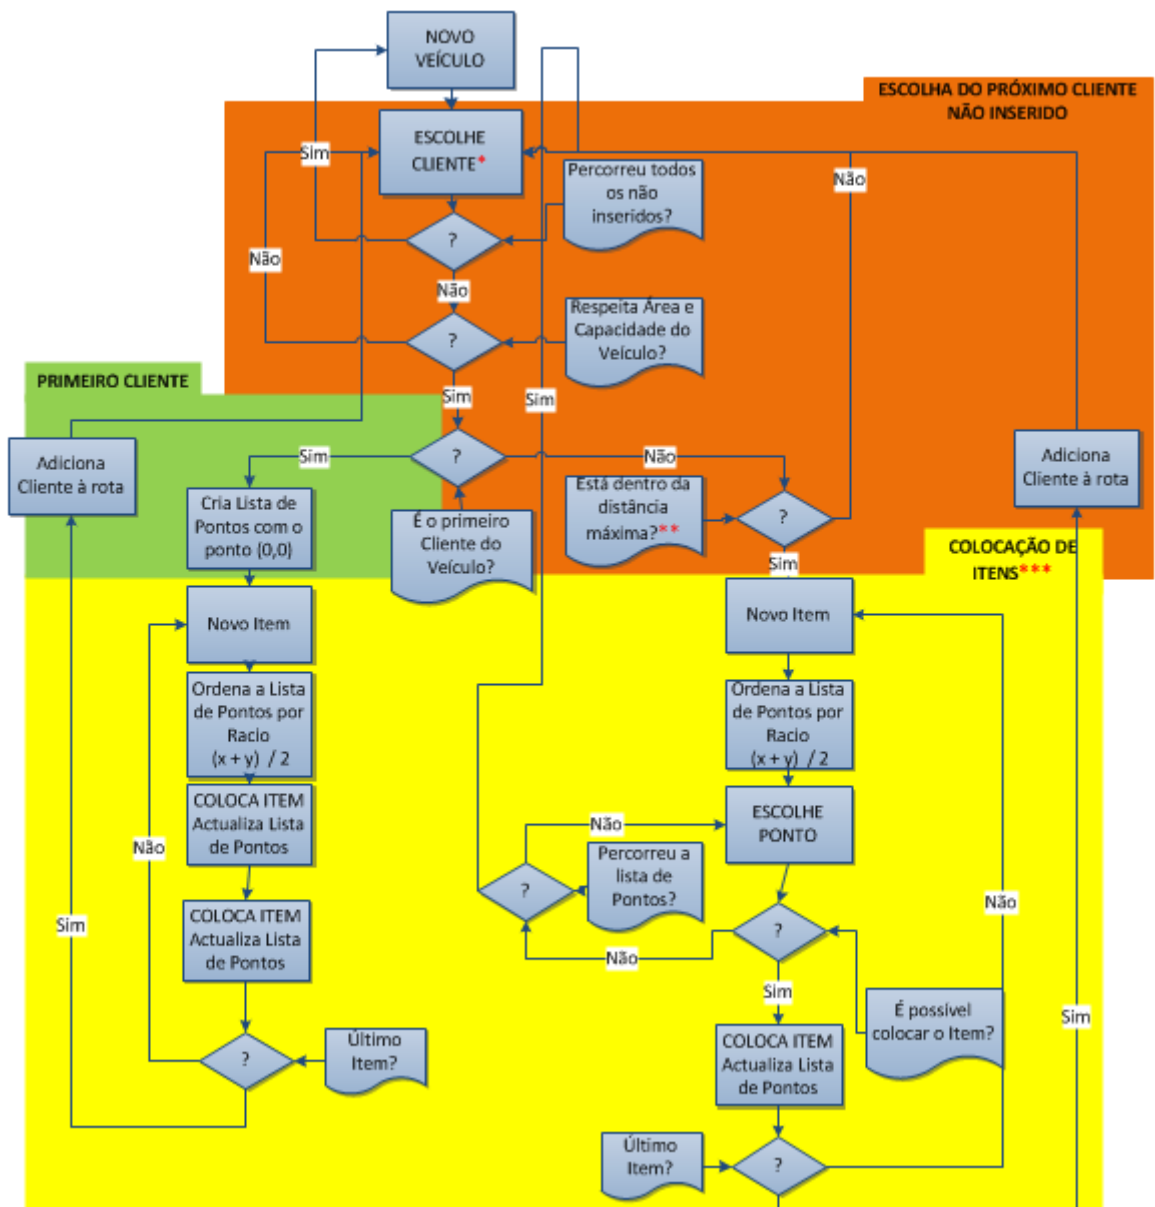 NOVO
VEÍCULO
ESCOLHA DO PRÓXIMO CLIENTE
NÃO INSERIDO
ESCOLHE
CLIENTE*
Sim
Percorreu todos
os não
inseridos?
Não
?
Não
Não
Respeita Área e
Capacidade do
Veículo?
?
PRIMEIRO CLIENTE
Sim
Sim
Adiciona
Cliente à rota
Sim
?
Não
Adiciona
Cliente à rota
Cria Lista de
Pontos com o
ponto (0,0)
É o primeiro
Cliente do
Veículo?
Está dentro da
distância
máxima?**
?
Sim
COLOCAÇÃO DE
ITENS***
Novo Item
Novo Item
Ordena a Lista
de Pontos por
Racio
(x + y) / 2
Ordena a Lista
de Pontos por
Racio
(x + y) / 2
COLOCA ITEM
Actualiza Lista
de Pontos
ESCOLHE
PONTO
Não
Não
Percorreu a
lista de
Pontos?
?
COLOCA ITEM
Actualiza Lista
de Pontos
Sim
Não
?
Não
Sim
É possível
colocar o Item?
Sim
Último
Item?
?
COLOCA ITEM
Actualiza Lista
de Pontos
Último
Item?
?